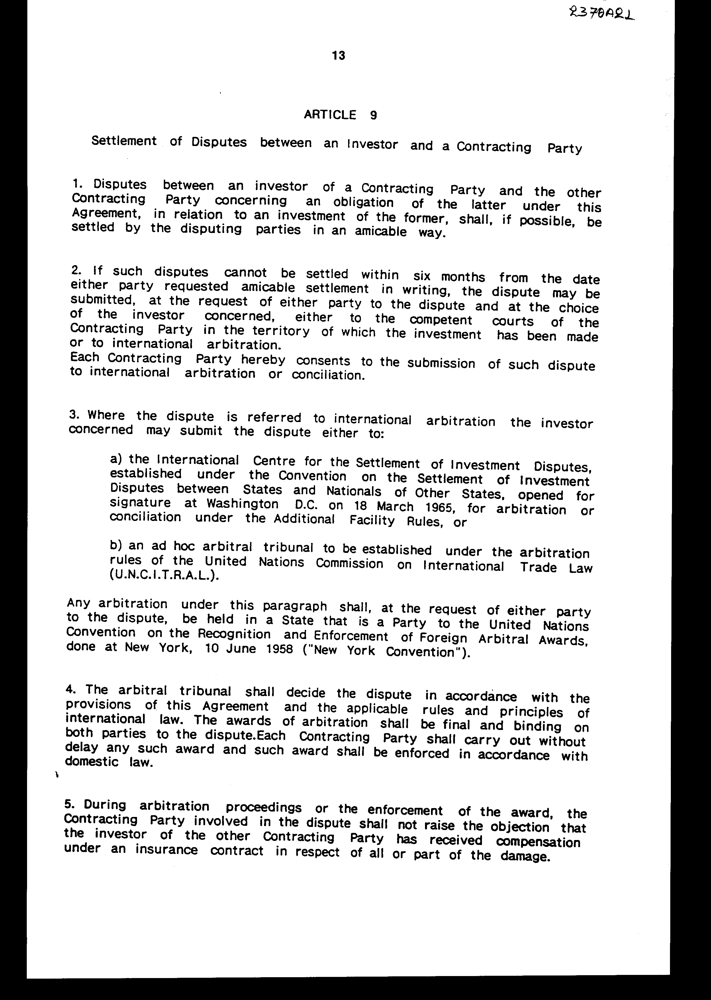 2370A21
13
ARTICLE 9
Settlement of Disputes between an Investor and a Contracting Party
1. Disputes between an investor of a Contracting Party and the other
Contracting Party concerning an obligation of the latter under this
Agreement, in relation to an investment of the former, shall, if possible, be
settled by the disputing parties in an amicable way.
2. If such disputes cannot be settled within six months from the date
either party requested amicable settlement in writing, the dispute may be
submitted, at the request of either party to the dispute and at the choice
of the investor concerned, either to the competent courts of the
Contracting Party in the territory of which the investment has been made
or to international arbitration.
Each Contracting Party hereby consents to the submission of such dispute
to international arbitration or conciliation.
3. Where the dispute is referred to international arbitration the investor
concerned may submit the dispute either to:
a) the International Centre for the Settlement of Investment Disputes,
established under the Convention on the Settlement of Investment
Disputes between States and Nationals of Other States, opened for
signature at Washington D.C. on 18 March 1965, for arbitration or
conciliation under the Additional Facility Rules, or
b) an ad hoc arbitral tribunal to be established under the arbitration
rules of the United Nations Commission on International Trade Law
(U.N.C.I.T.R.A.L.).
Any arbitration under this paragraph shall, at the request of either party
to the dispute, be held in a State that is a Party to the United Nations
Convention on the Recognition and Enforcement of Foreign Arbitral Awards,
done at New York, 10 June 1958 ("New York Convention").
4. The arbitral tribunal shall decide the dispute in accordance with the
provisions of this Agreement and the applicable rules and principles of
international law. The awards of arbitration shall be final and binding on
both parties to the dispute.Each Contracting Party shall carry out without
delay any such award and such award shall be enforced in accordance with
domestic law.
5. During arbitration proceedings or the enforcement of the award, the
Contracting Party involved in the dispute shall not raise the objection that
the investor of the other Contracting Party has received compensation
under an insurance contract in respect of all or part of the damage.